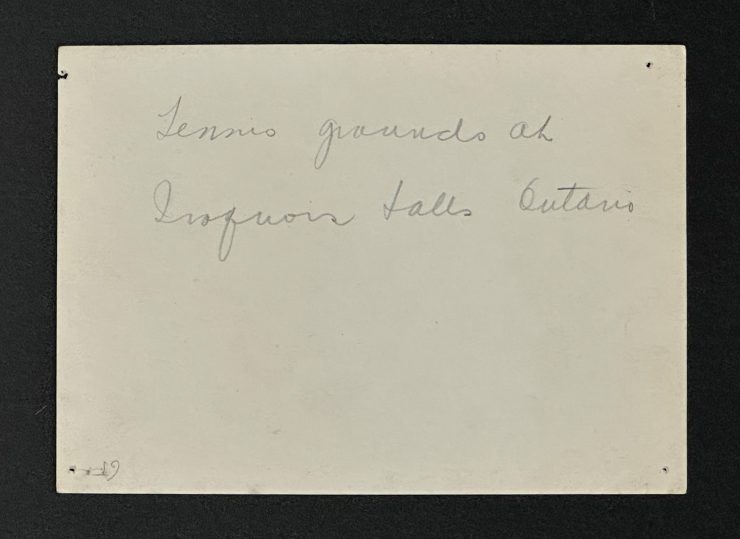 Tennis grounds at
Iroquois Falls Ontario